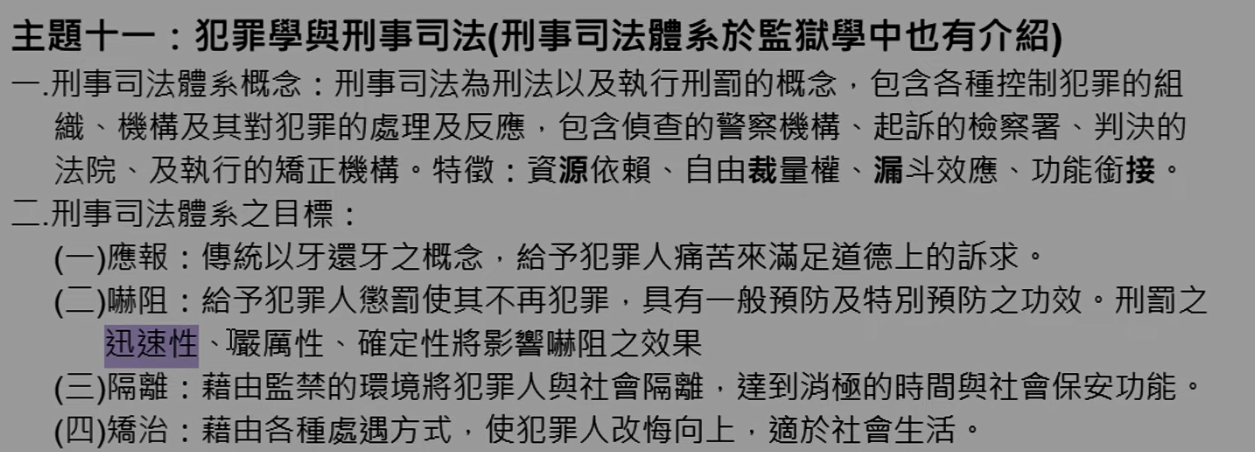 主題十一：犯罪學與刑事司法(刑事司法體系於監獄學中也有介紹)
一.刑事司法體系概念：刑事司法為刑法以及執行刑罰的概念，包含各種控制犯罪的組
織、機構及其對犯罪的處理及反應，包含偵查的警察機構、起訴的檢察署、判決的
法院、及執行的矯正機構。特徵：資源依賴、自由裁量權、漏斗效應、功能銜接。
二.刑事司法體系之目標：
(一)應報：傳統以牙還牙之概念，給予犯罪人痛苦來滿足道德上的訴求。
(二)嚇阻：給予犯罪人懲罰使其不再犯罪，具有一般預防及特別預防之功效。刑罰之
迅速性、嚴厲性、確定性將影響嚇阻之效果
(三)隔離：藉由監禁的環境將犯罪人與社會隔離，達到消極的時間與社會保安功能。
(四)矯治：藉由各種處遇方式，使犯罪人改悔向上，適於社會生活。